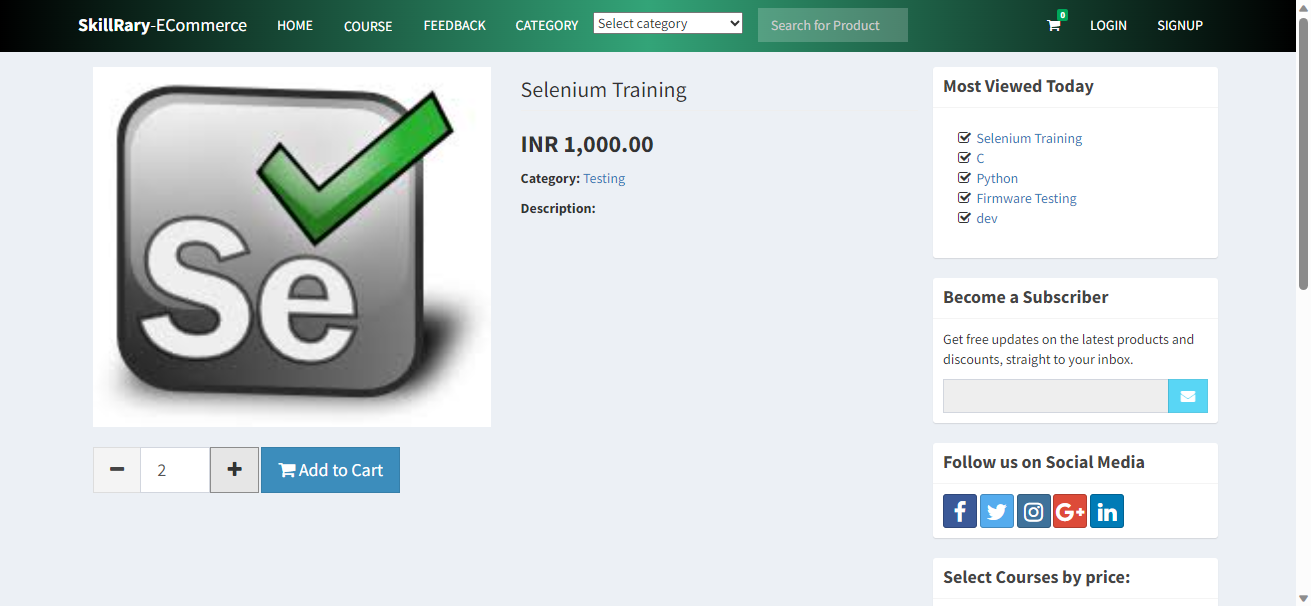 SkillRary-ECommerce HOME COURSE FEEDBACK CATEGORY Select category Search for Product 0 LOGIN SIGNUP
Se
Selenium Training
INR 1,000.00
Category: Testing
Description:
− 2 + Add to Cart
Most Viewed Today
Selenium Training
C
Python
Firmware Testing
dev
Become a Subscriber
Get free updates on the latest products and
discounts, straight to your inbox.
Follow us on Social Media
f G+ in
Select Courses by price: